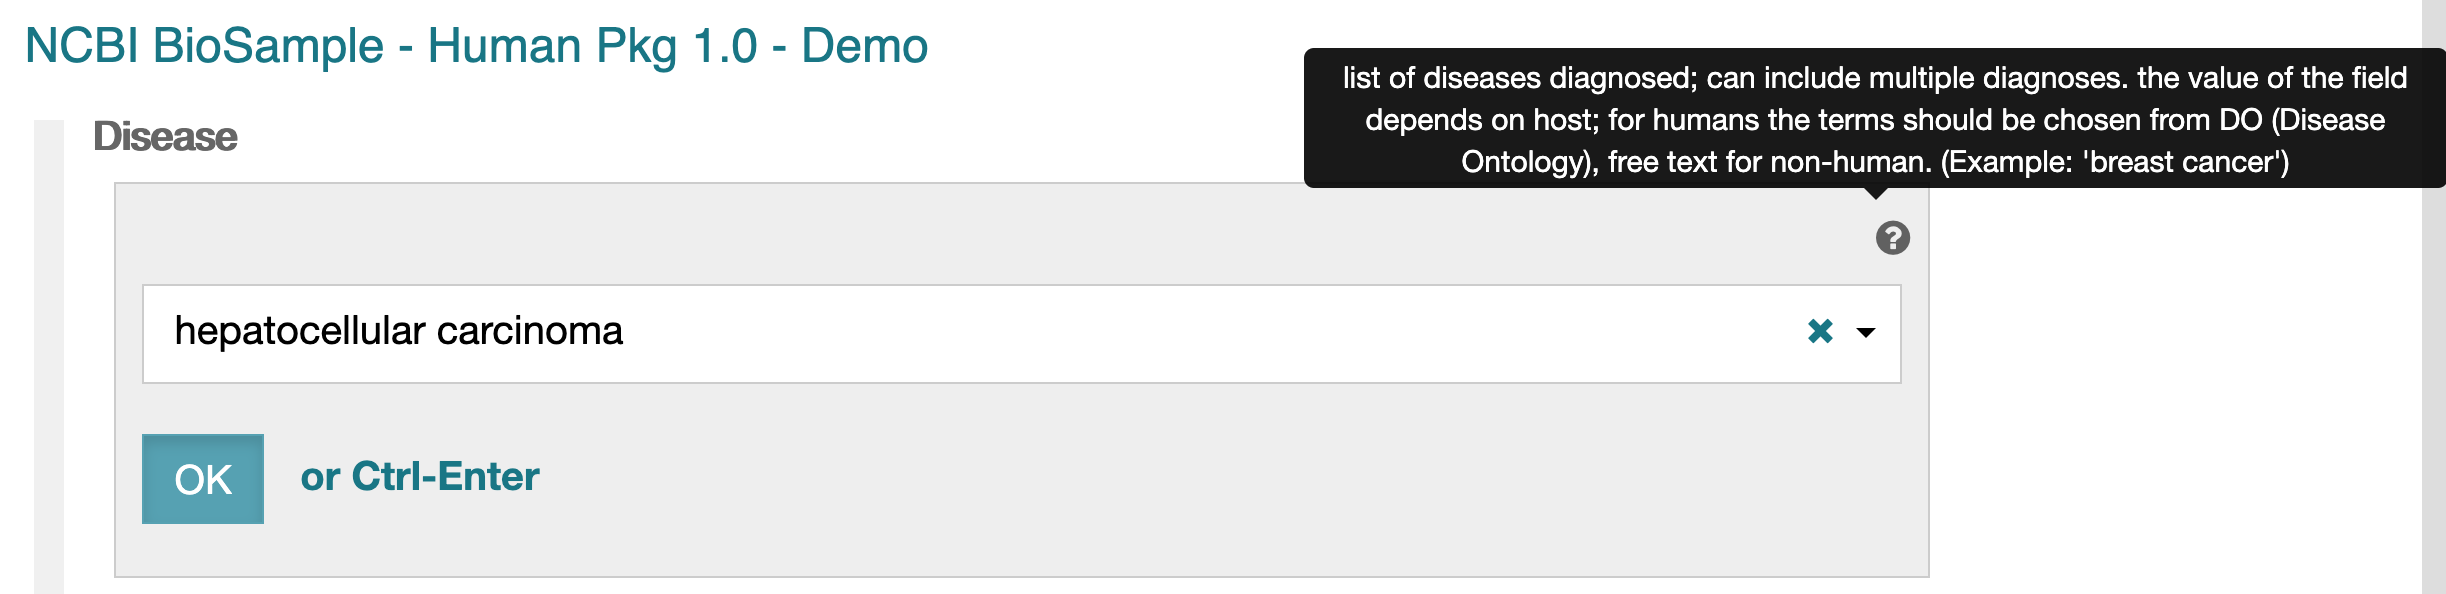 NCBI BioSample - Human Pkg 1.0 - Demo
list of diseases diagnosed; can include multiple diagnoses. the value of the field
depends on host; for humans the terms should be chosen from DO (Disease
Ontology), free text for non-human. (Example: 'breast cancer')
Disease
?
hepatocellular carcinoma
OK or Ctrl-Enter